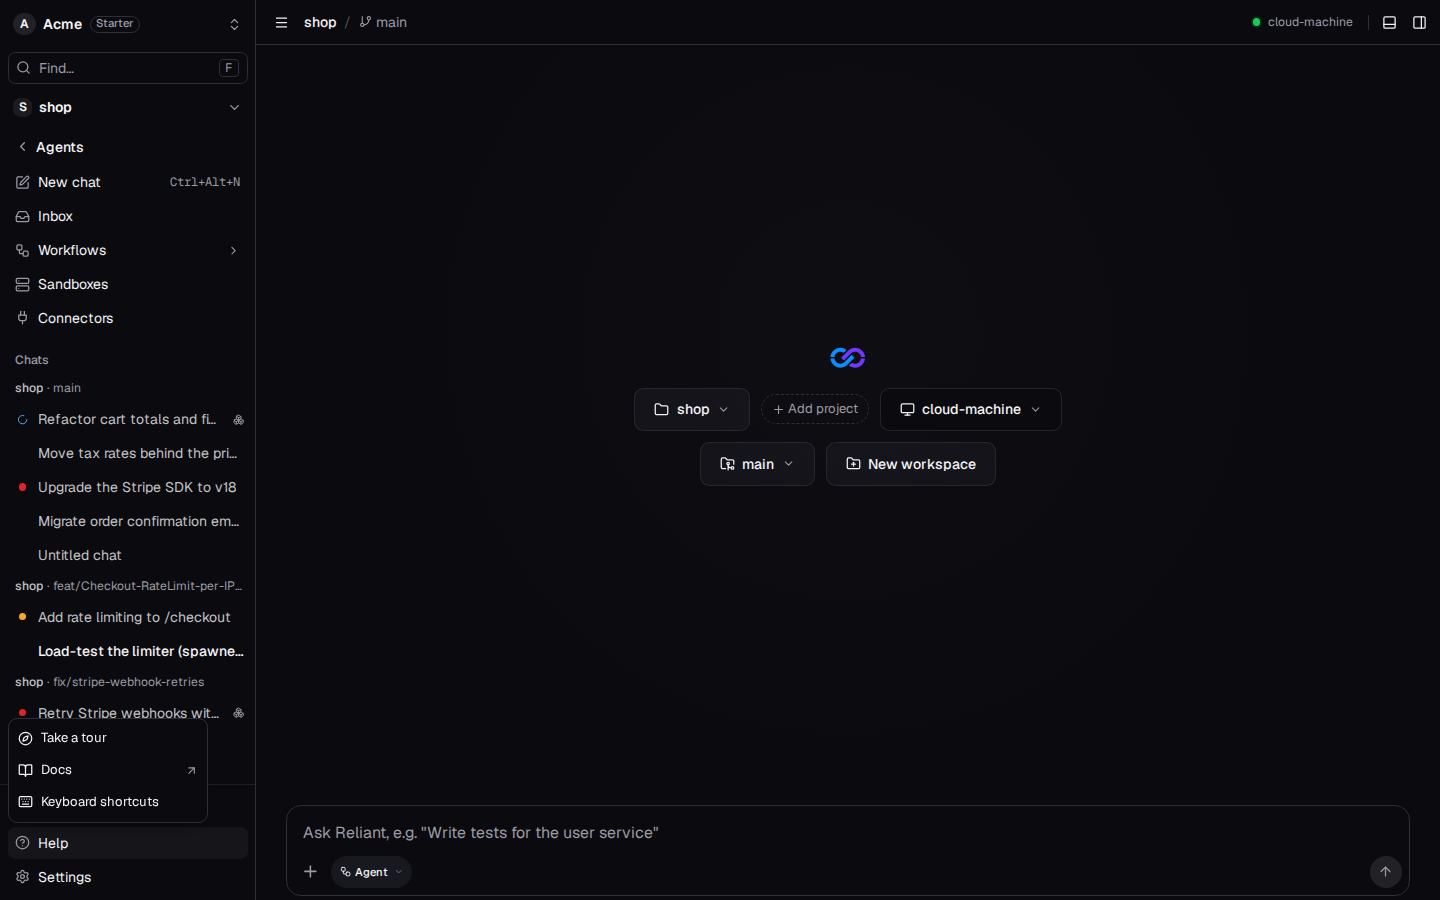 A Acme Starter
Find... F
S shop
Agents
New chat Ctrl+Alt+N
Inbox
Workflows
Sandboxes
Connectors
Chats
shop · main
Refactor cart totals and fi...
Move tax rates behind the pri...
Upgrade the Stripe SDK to v18
Migrate order confirmation em...
Untitled chat
shop · feat/Checkout-RateLimit-per-IP...
Add rate limiting to /checkout
Load-test the limiter (spawne...
shop · fix/stripe-webhook-retries
Retry Stripe webhooks wit...
Take a tour
Docs
Keyboard shortcuts
Help
Settings
shop / main
cloud-machine
shop
+ Add project
cloud-machine
main
New workspace
Ask Reliant, e.g. "Write tests for the user service"
Agent